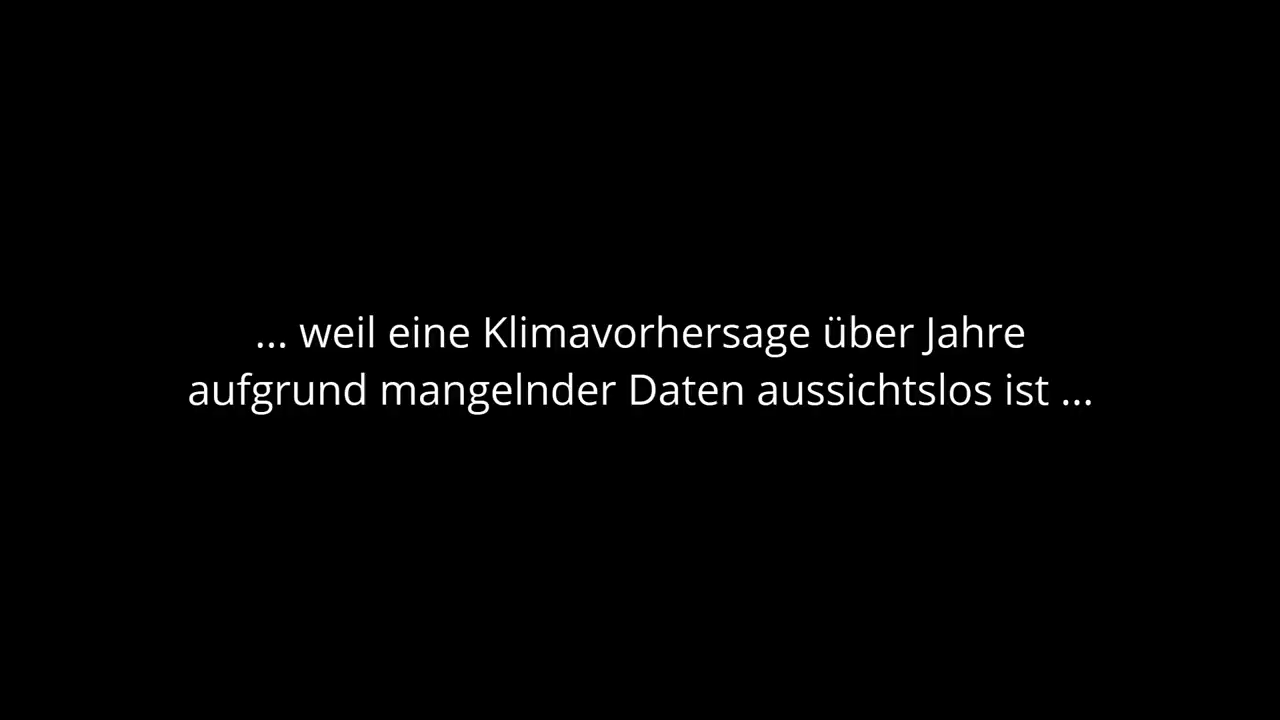 ... weil eine Klimavorhersage über Jahre
aufgrund mangelnder Daten aussichtslos ist ...